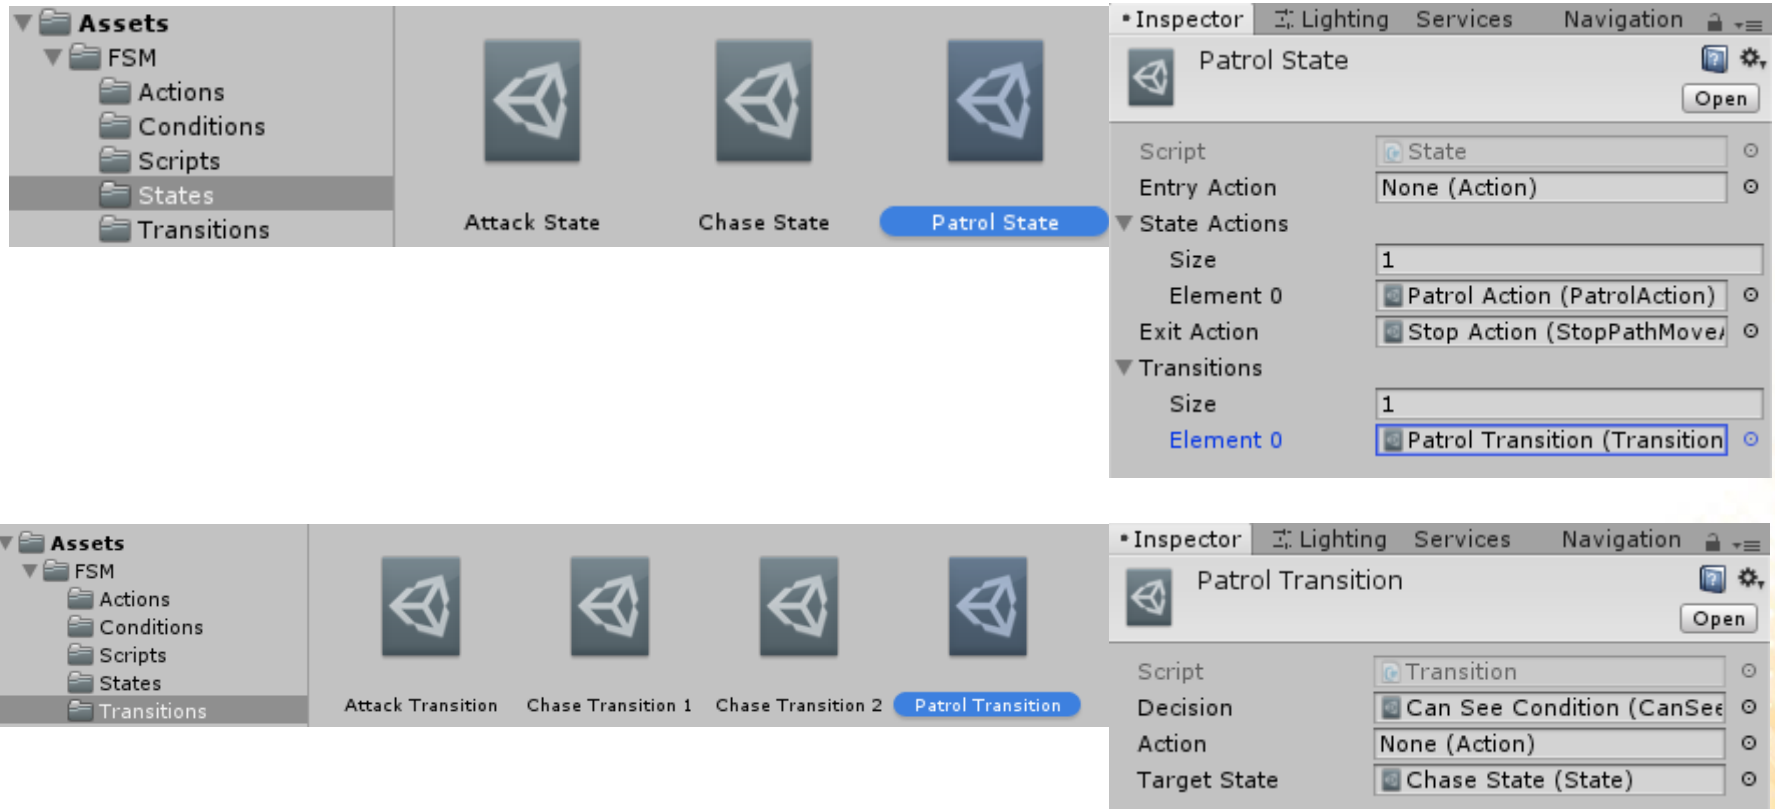 Assets
FSM
Actions
Conditions
Scripts
States
Transitions
Attack State
Chase State
Patrol State
Inspector Lighting Services Navigation
Patrol State
Open
Script State
Entry Action None (Action)
State Actions
Size 1
Element 0 Patrol Action (PatrolAction)
Exit Action Stop Action (StopPathMove
Transitions
Size 1
Element 0 Patrol Transition (Transition
Assets
FSM
Actions
Conditions
Scripts
States
Transitions
Attack Transition
Chase Transition 1
Chase Transition 2
Patrol Transition
Inspector Lighting Services Navigation
Patrol Transition
Open
Script Transition
Decision Can See Condition (CanSee
Action None (Action)
Target State Chase State (State)